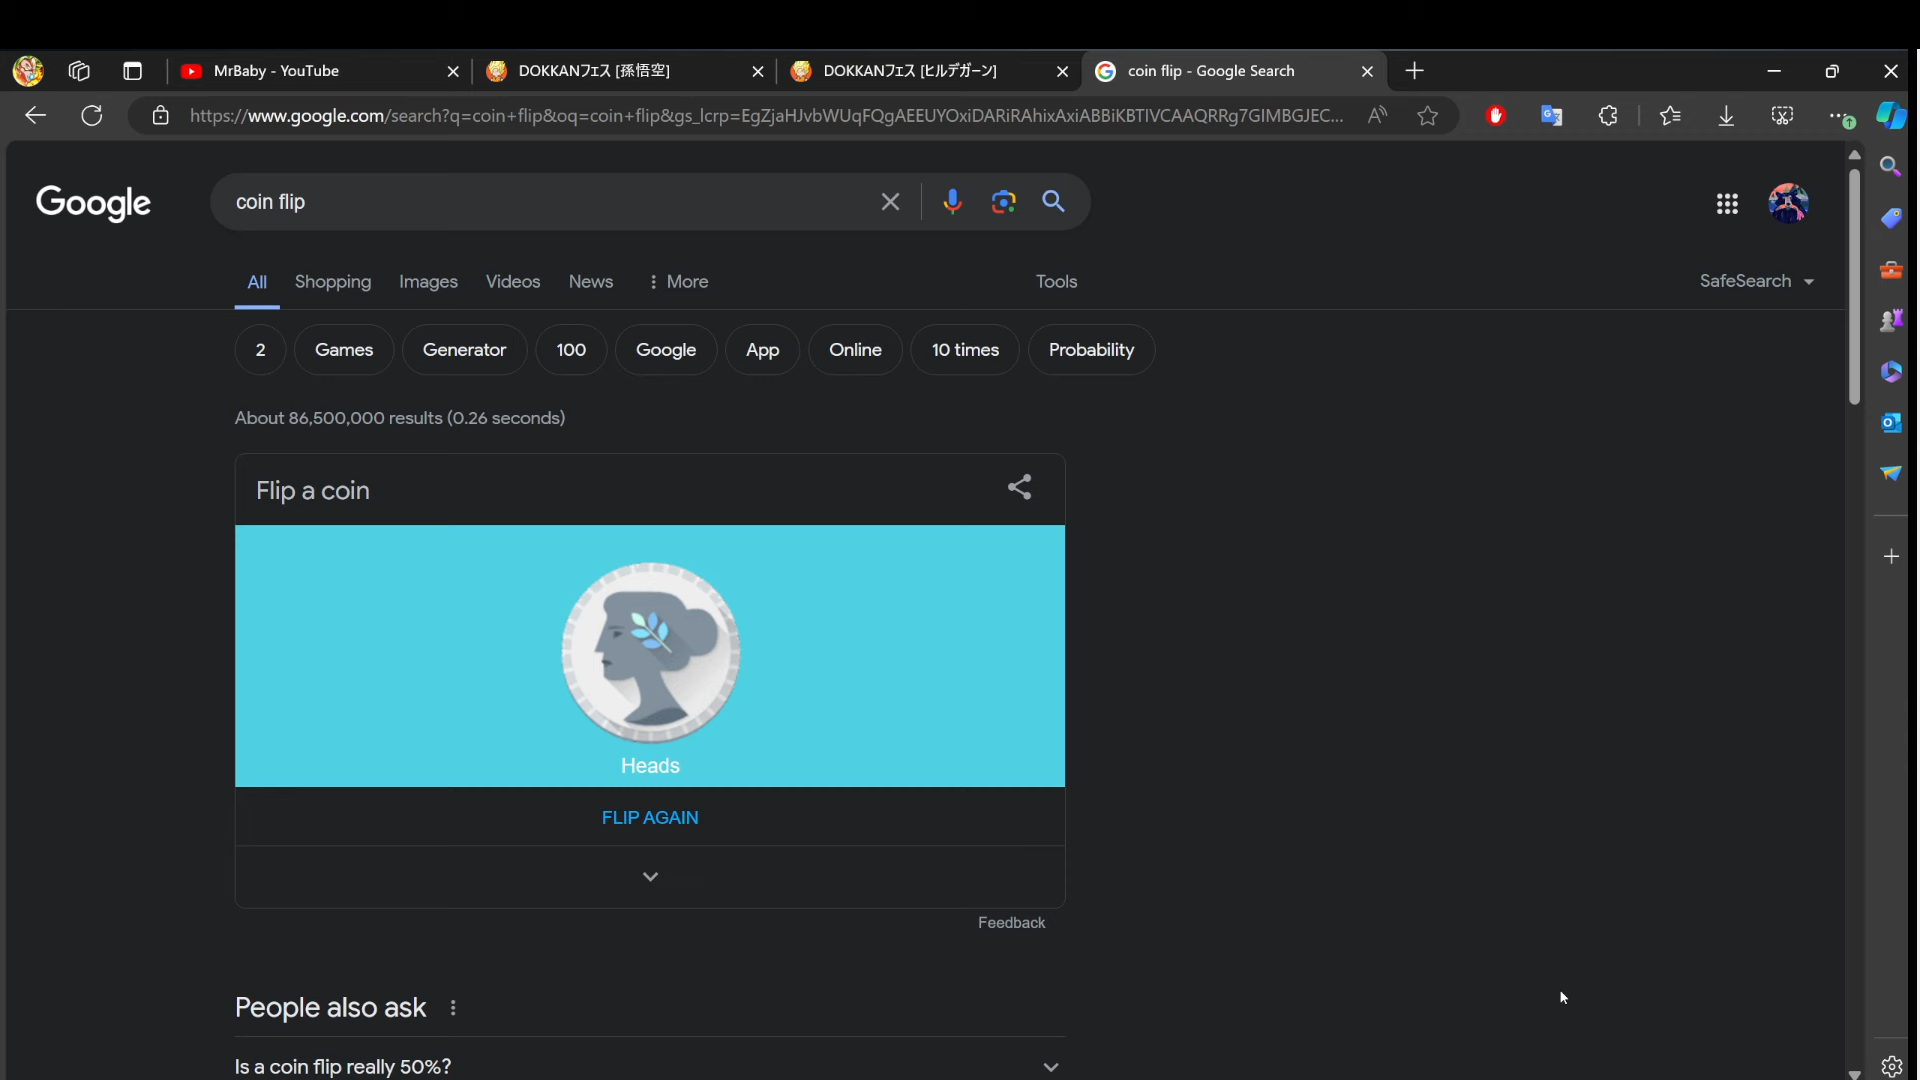 MrBaby - YouTube
DOKKANフェス [孫悟空]
DOKKANフェス [ヒルデガーン]
coin flip - Google Search
https://www.google.com/search?q=coin+flip&oq=coin+flip&gs_lcrp=EgZjaHJvbWUqFQgAEEUYOxiDARiRAhixAxiABBiKBTIVCAAQRRg7GIMBGJEC...
Google
coin flip
All
Shopping
Images
Videos
News
More
Tools
SafeSearch
2
Games
Generator
100
Google
App
Online
10 times
Probability
About 86,500,000 results (0.26 seconds)
Flip a coin
Heads
FLIP AGAIN
Feedback
People also ask
Is a coin flip really 50%?